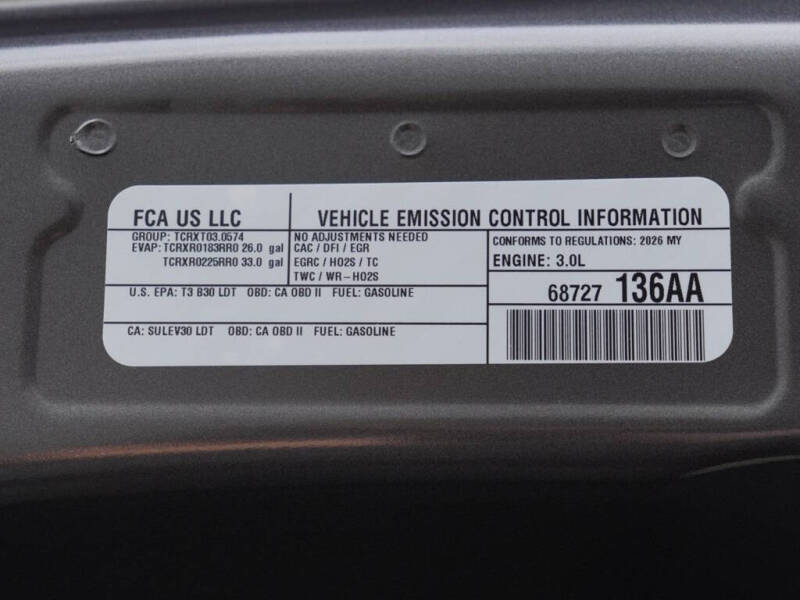 FCA US LLC
VEHICLE EMISSION CONTROL INFORMATION
GROUP: TCRXT03.0574
EVAP: TCRXR0183RR0 26.0 gal
TCRXR0225RR0 33.0 gal
NO ADJUSTMENTS NEEDED
CAC / DFI / EGR
EGRC / HO2S / TC
TWC / WR-HO2S
CONFORMS TO REGULATIONS: 2026 MY
ENGINE: 3.0L
U.S. EPA: T3 B30 LDT OBD: CA OBD II FUEL: GASOLINE
68727 136AA
CA: SULEV30 LDT OBD: CA OBD II FUEL: GASOLINE